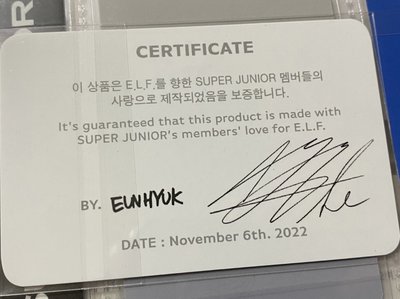 CERTIFICATE
이 상품은 E.L.F.를 향한 SUPER JUNIOR 멤버들의
사랑으로 제작되었음을 보증합니다.
It's guaranteed that this product is made with
SUPER JUNIOR's members' love for E.L.F.
BY. EUNHYUK
DATE : November 6th. 2022